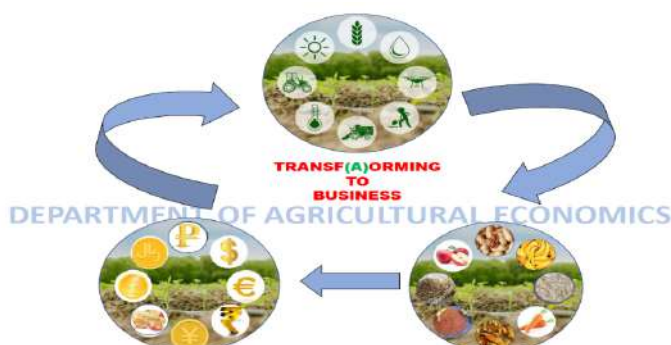 TRANSF(A)ORMING
TO
BUSINESS
DEPARTMENT OF AGRICULTURAL ECONOMICS